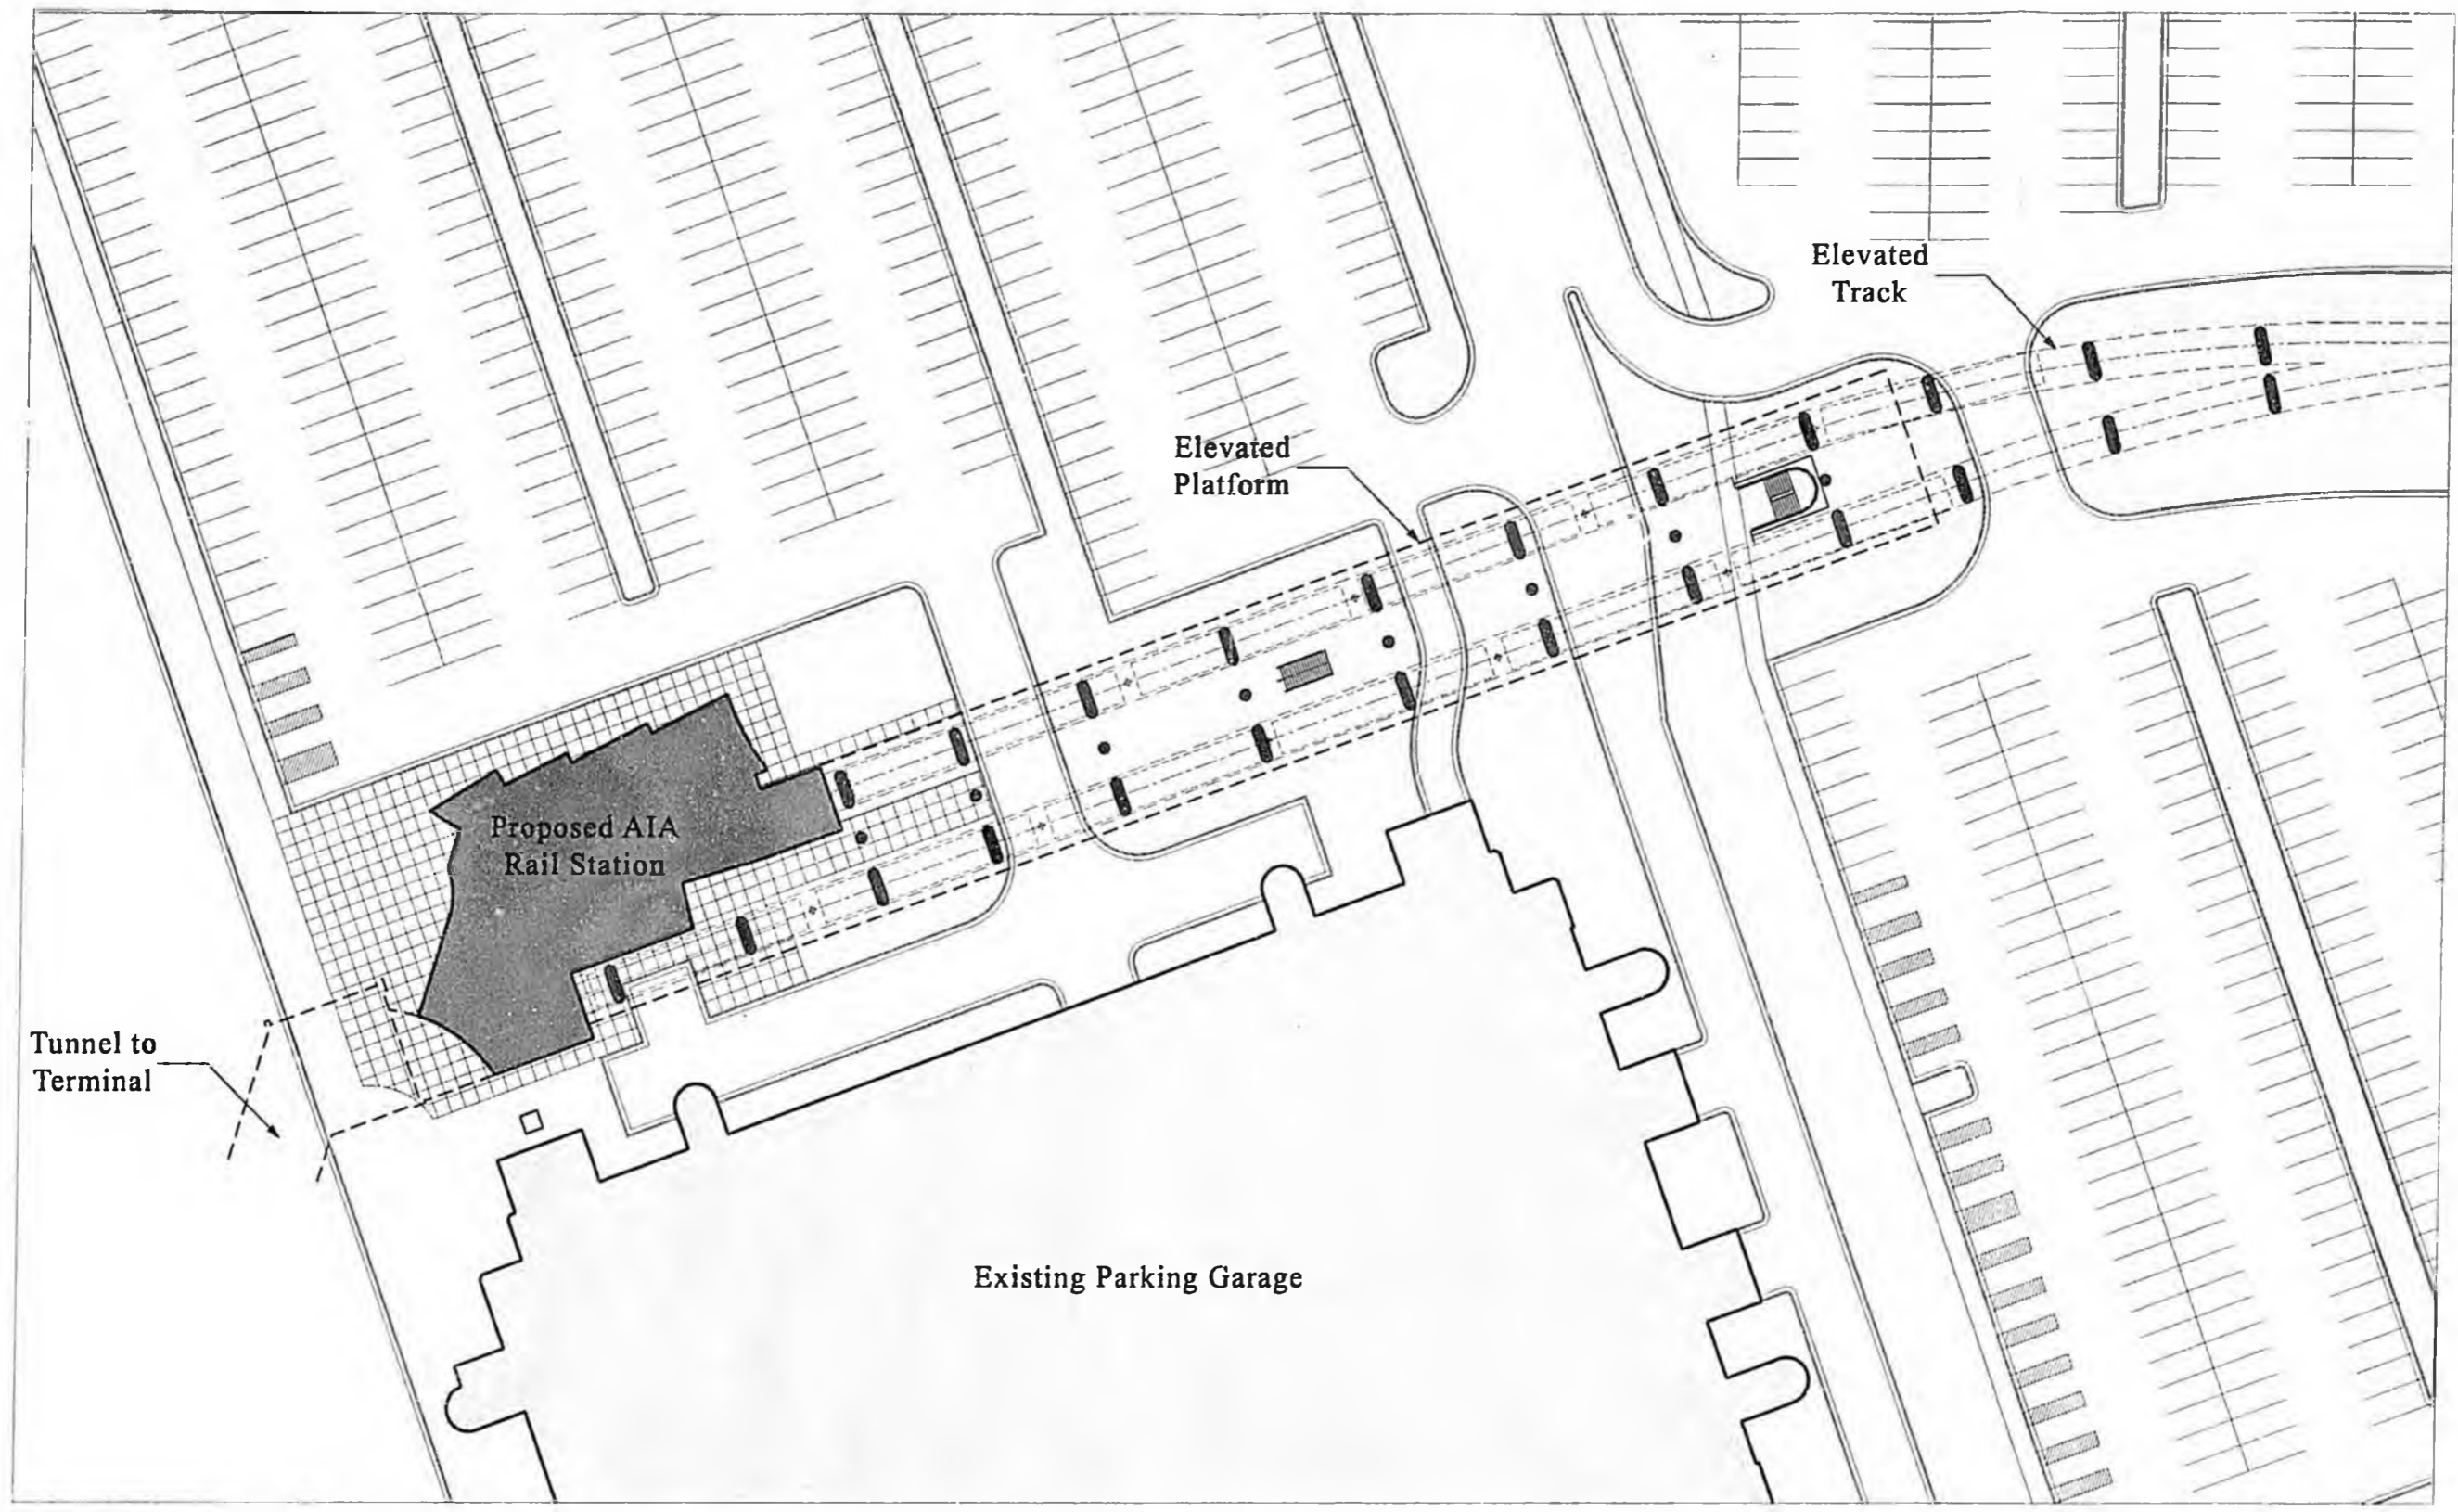 Elevated
Track
Elevated
Platform
Proposed AIA
Rail Station
Tunnel to
Terminal
Existing Parking Garage